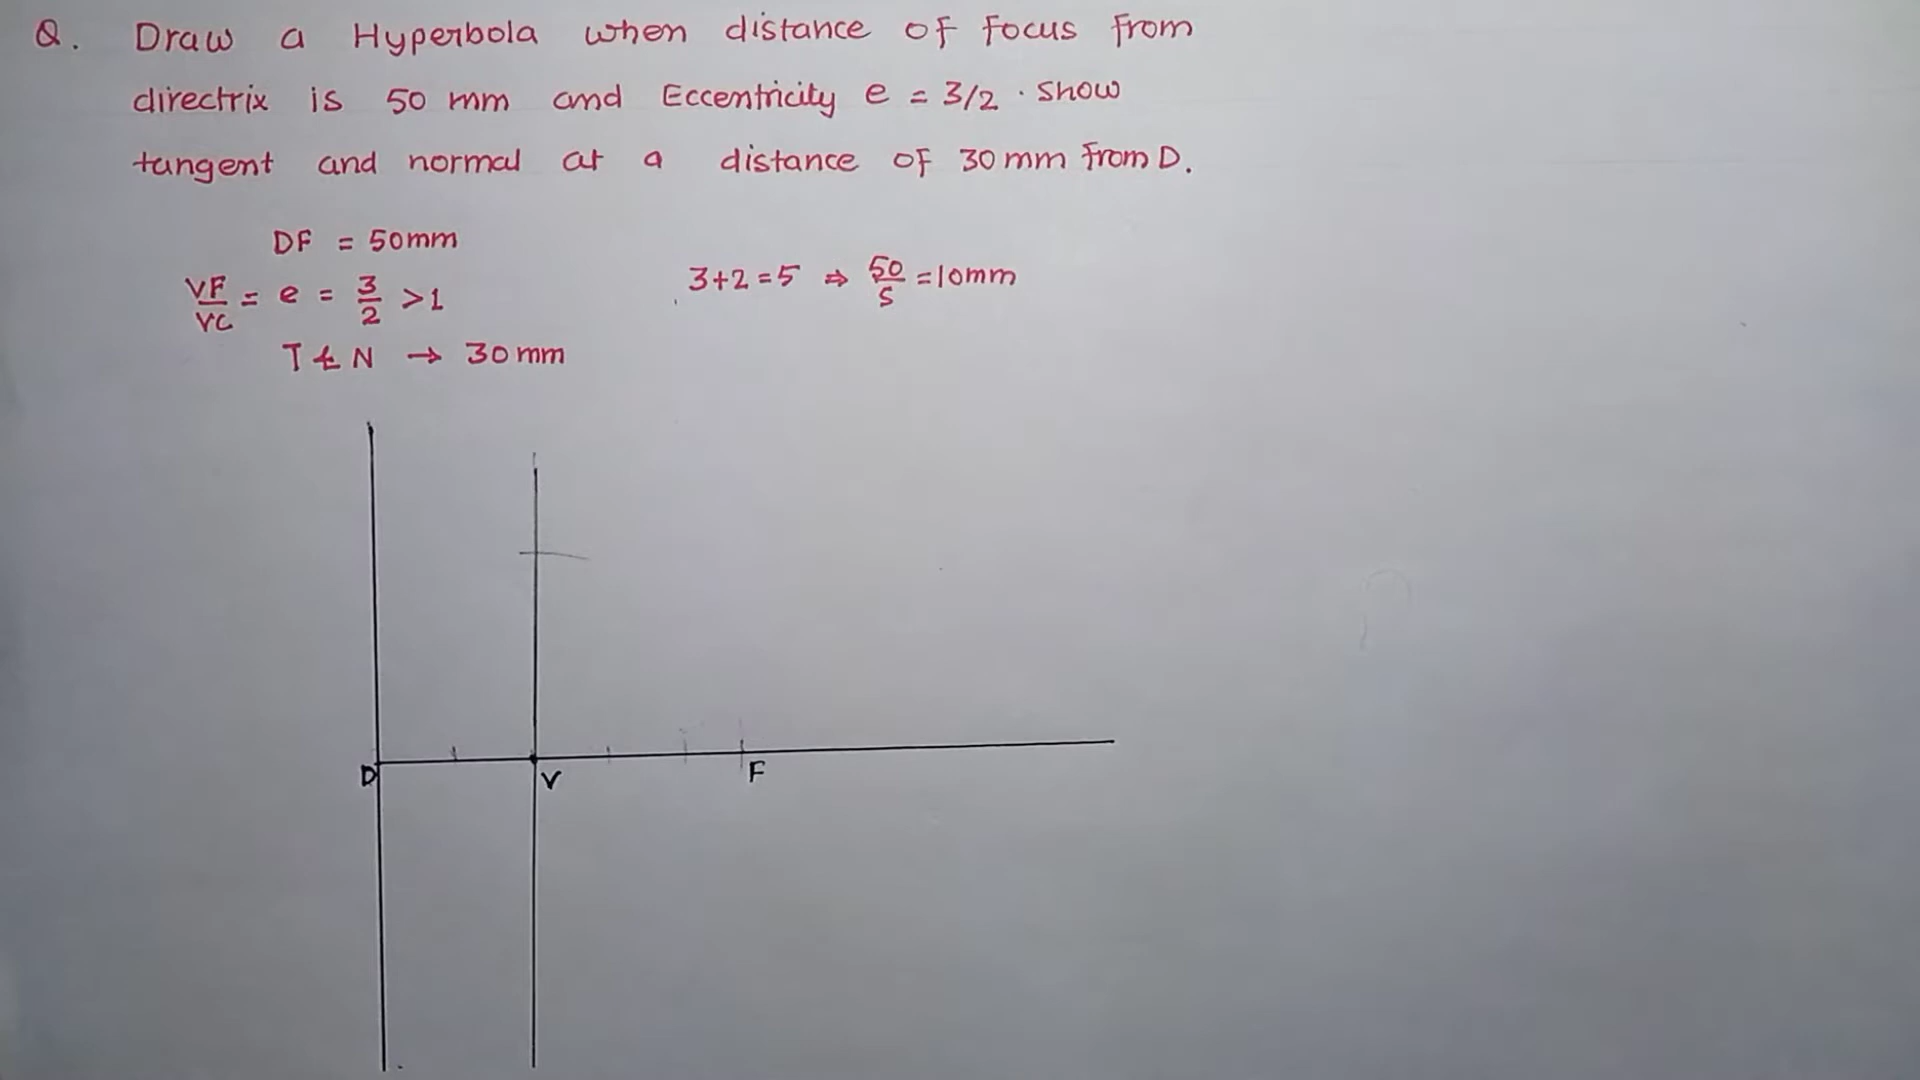 Q. Draw a Hyperbola when distance of focus from
directrix is 50 mm and Eccentricity e = 3/2 . Show
tangent and normal at a distance of 30 mm from D.
DF = 50mm
VF/VC = e = 3/2 > 1
3+2=5 ⇒ 50/5 = 10mm
T & N → 30 mm
D
V
F